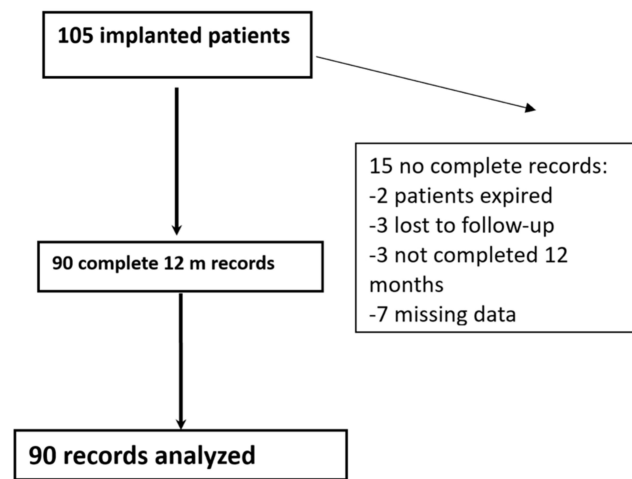 105 implanted patients
15 no complete records:
-2 patients expired
-3 lost to follow-up
-3 not completed 12
months
-7 missing data
90 complete 12 m records
90 records analyzed